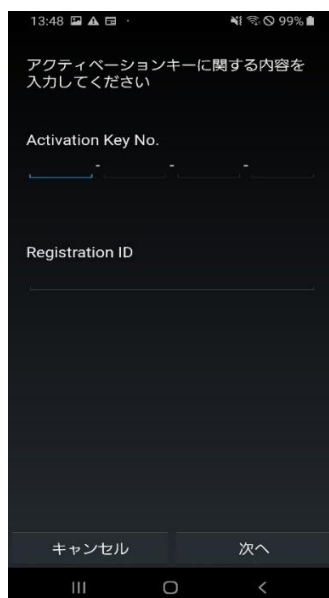 13:48 99%
アクティベーションキーに関する内容を
入力してください
Activation Key No.
- - -
Registration ID
キャンセル 次へ